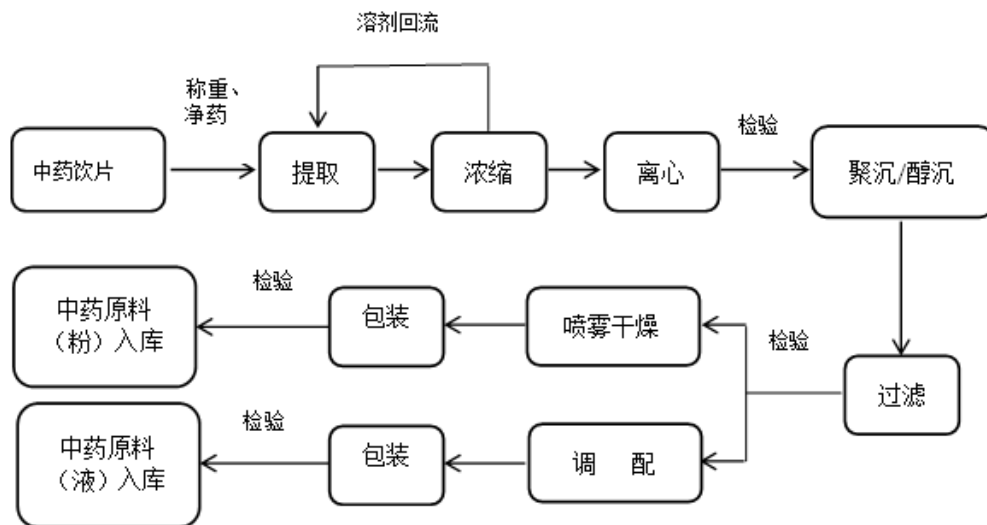 溶剂回流
称重、
净药
检验
中药饮片
提取
浓缩
离心
聚沉/醇沉
检验
检验
中药原料
（粉）入库
包装
喷雾干燥
过滤
检验
中药原料
（液）入库
包装
调 配